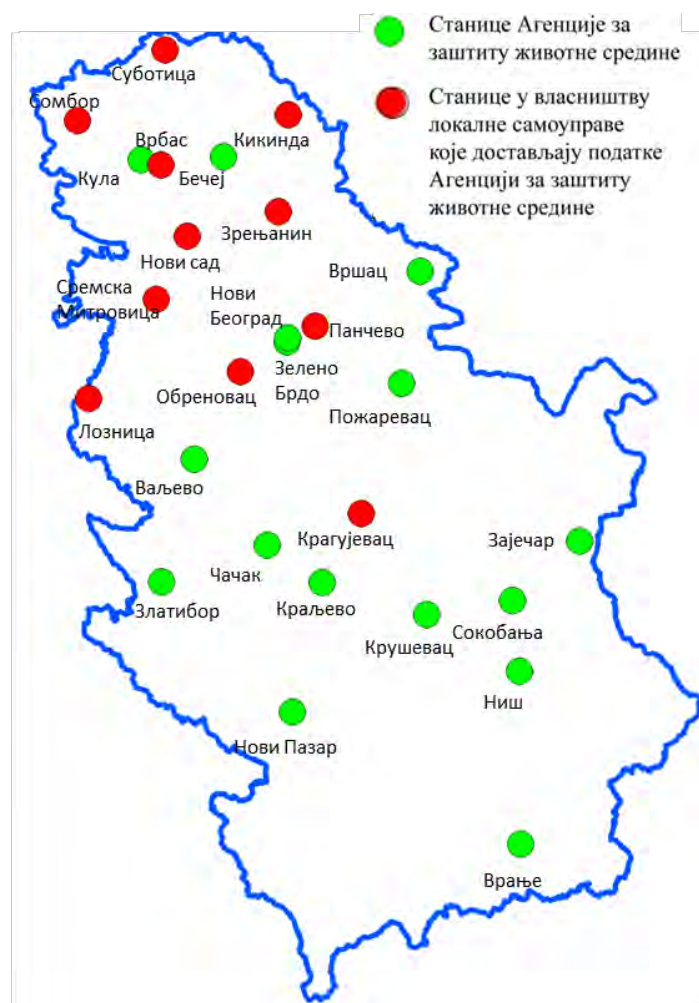 Станице Агенције за
заштиту животне средине
Станице у власништву
локалне самоуправе
које достављају податке
Агенцији за заштиту
животне средине
Суботица
Сомбор
Врбас
Кикинда
Кула
Бечеј
Зрењанин
Нови сад
Вршац
Сремска
Митровица
Нови
Београд
Панчево
Зелено
Брдо
Обреновац
Пожаревац
Лозница
Ваљево
Крагујевац
Зајечар
Чачак
Златибор
Краљево
Сокобања
Крушевац
Ниш
Нови Пазар
Врање